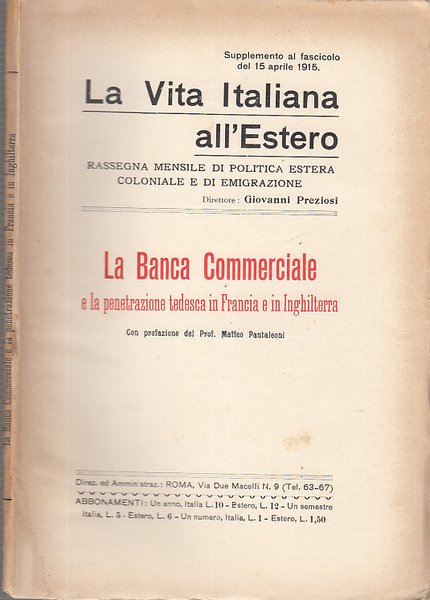 La Banca Commerciale e la penetrazione tedesca in Francia e in Inghilterra
Supplemento al fascicolo
del 15 aprile 1915.
La Vita Italiana
all'Estero
RASSEGNA MENSILE DI POLITICA ESTERA
COLONIALE E DI EMIGRAZIONE
Direttore: Giovanni Preziosi
La Banca Commerciale
e la penetrazione tedesca in Francia e in Inghilterra
Con prefazione del Prof. Maffeo Pantaleoni
Direz. ed Ammin'straz.: ROMA, Via Due Macelli N. 9 (Tel. 63-67)
ABBONAMENTI: Un anno, Italia L. 10 - Estero, L. 12 - Un semestre
Italia, L. 5 - Estero, L. 6 - Un numero, Italia, L. 1 - Estero, L. 1,50